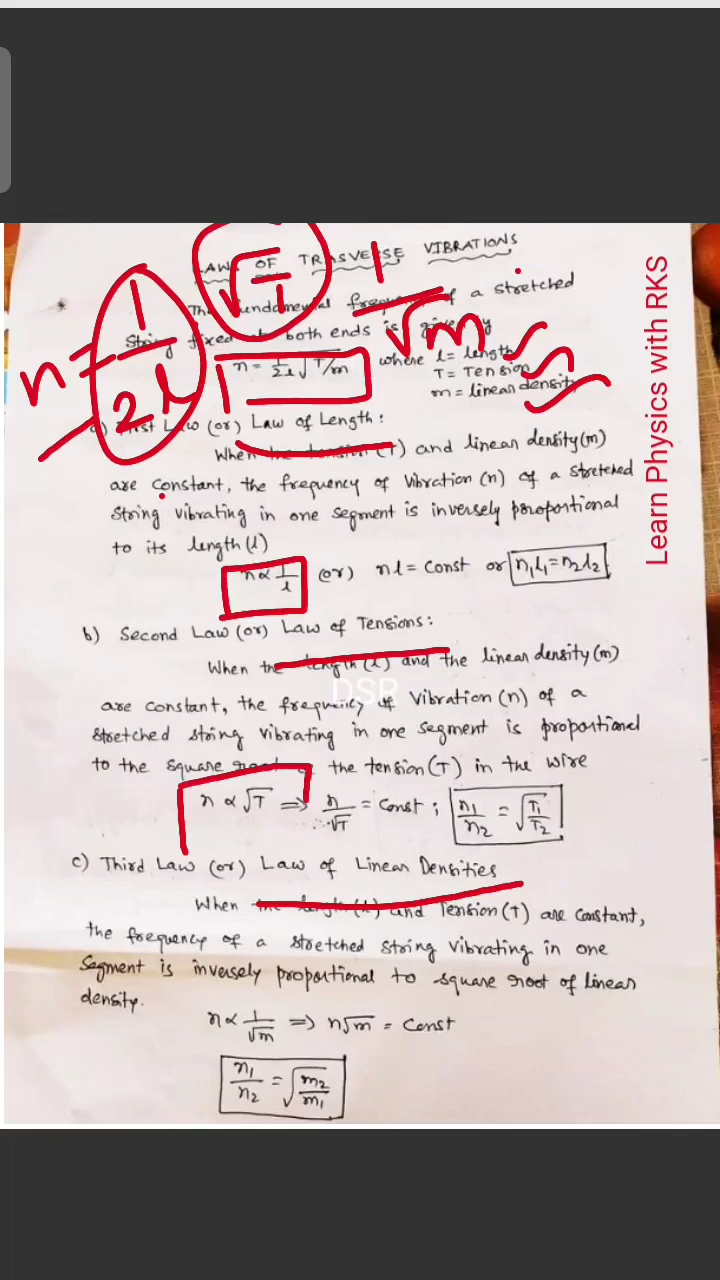 LAWS OF TRANSVERSE VIBRATIONS
The fundamental frequency of a stretched
string fixed at both ends is given by
n = 1/2l √T/m where l = length
T = Tension
m = linear density
n = 1/2l √T 1/√m
a) First Law (or) Law of Length :
When the tension (T) and linear density (m)
are constant, the frequency of vibration (n) of a stretched
string vibrating in one segment is inversely poroportional
to its length (l)
n ∝ 1/l (or) nl = Const or n₁l₁ = n₂l₂
b) Second Law (or) Law of Tensions :
When the length (l) and the linear density (m)
DSR
are constant, the frequency of vibration (n) of a
stretched string vibrating in one segment is proportional
to the square root of the tension (T) in the wire
n ∝ √T ⇒ n/√T = Const ; n₁/n₂ = √T₁/T₂
c) Third Law (or) Law of Linear Densities
When the length (l) and Tension (T) are constant,
the frequency of a stretched string vibrating in one
segment is inversely proportional to square root of linear
density.
n ∝ 1/√m ⇒ n√m = Const
n₁/n₂ = √m₂/m₁
Learn Physics with RKS